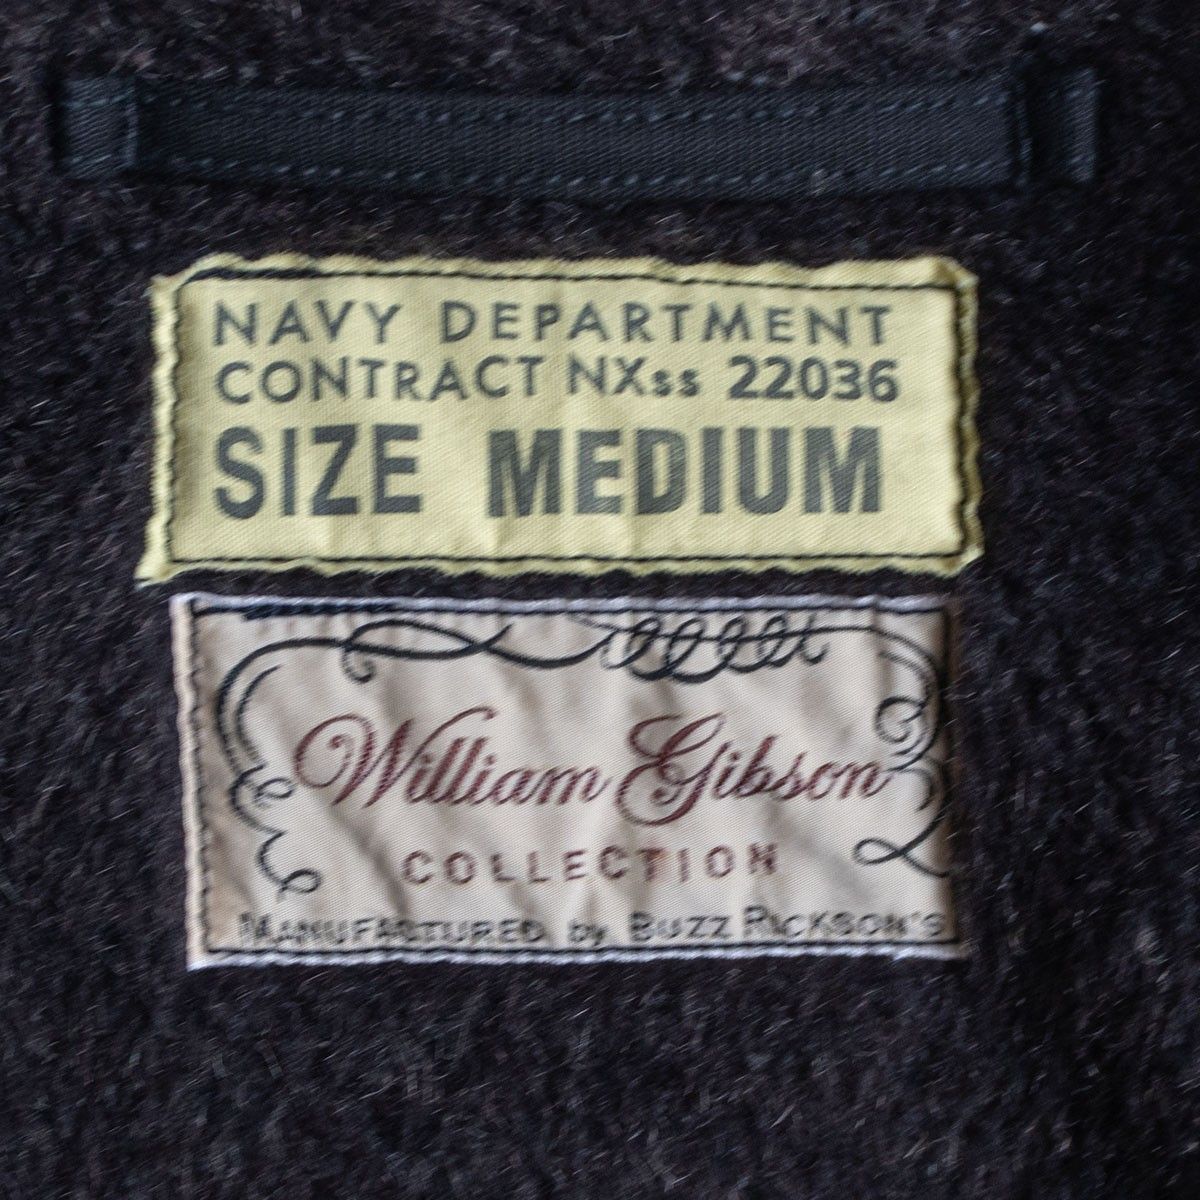 NAVY DEPARTMENT
CONTRACT NXss 22036
SIZE MEDIUM
William Gibson
COLLECTION
MANUFACTURED by BUZZ RICKSON'S